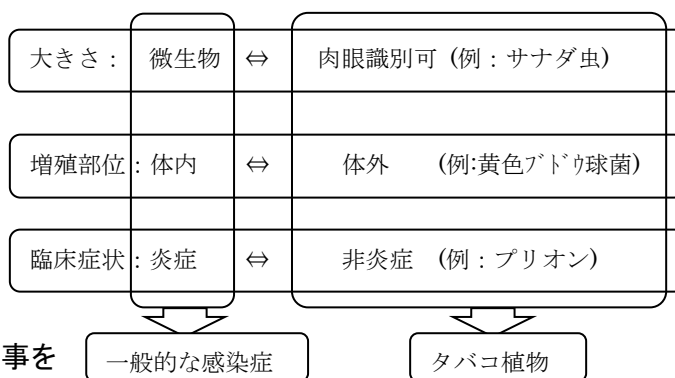 大きさ： 微生物 ⇔ 肉眼識別可 (例：サナダ虫)
増殖部位：体内 ⇔ 体外 (例:黄色ブドウ球菌)
臨床症状：炎症 ⇔ 非炎症 (例：プリオン)
事を 一般的な感染症 タバコ植物